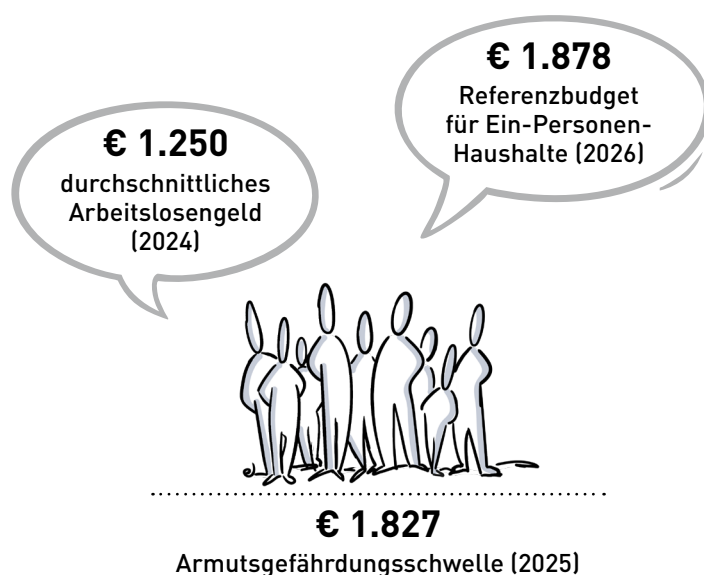 € 1.878
Referenzbudget
für Ein-Personen-
Haushalte (2026)
€ 1.250
durchschnittliches
Arbeitslosengeld
(2024)
€ 1.827
Armutsgefährdungsschwelle (2025)